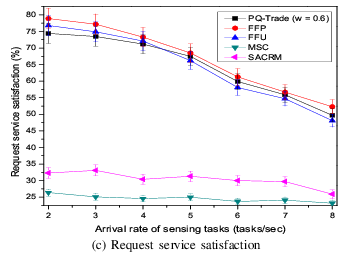 80
75
70
65
60
55
50
45
40
35
30
25
Request service satisfaction (%)
PQ-Trade (w = 0.6)
FFP
FFU
MSC
SACRM
2 3 4 5 6 7 8
Arrival rate of sensing tasks (tasks/sec)
(c) Request service satisfaction